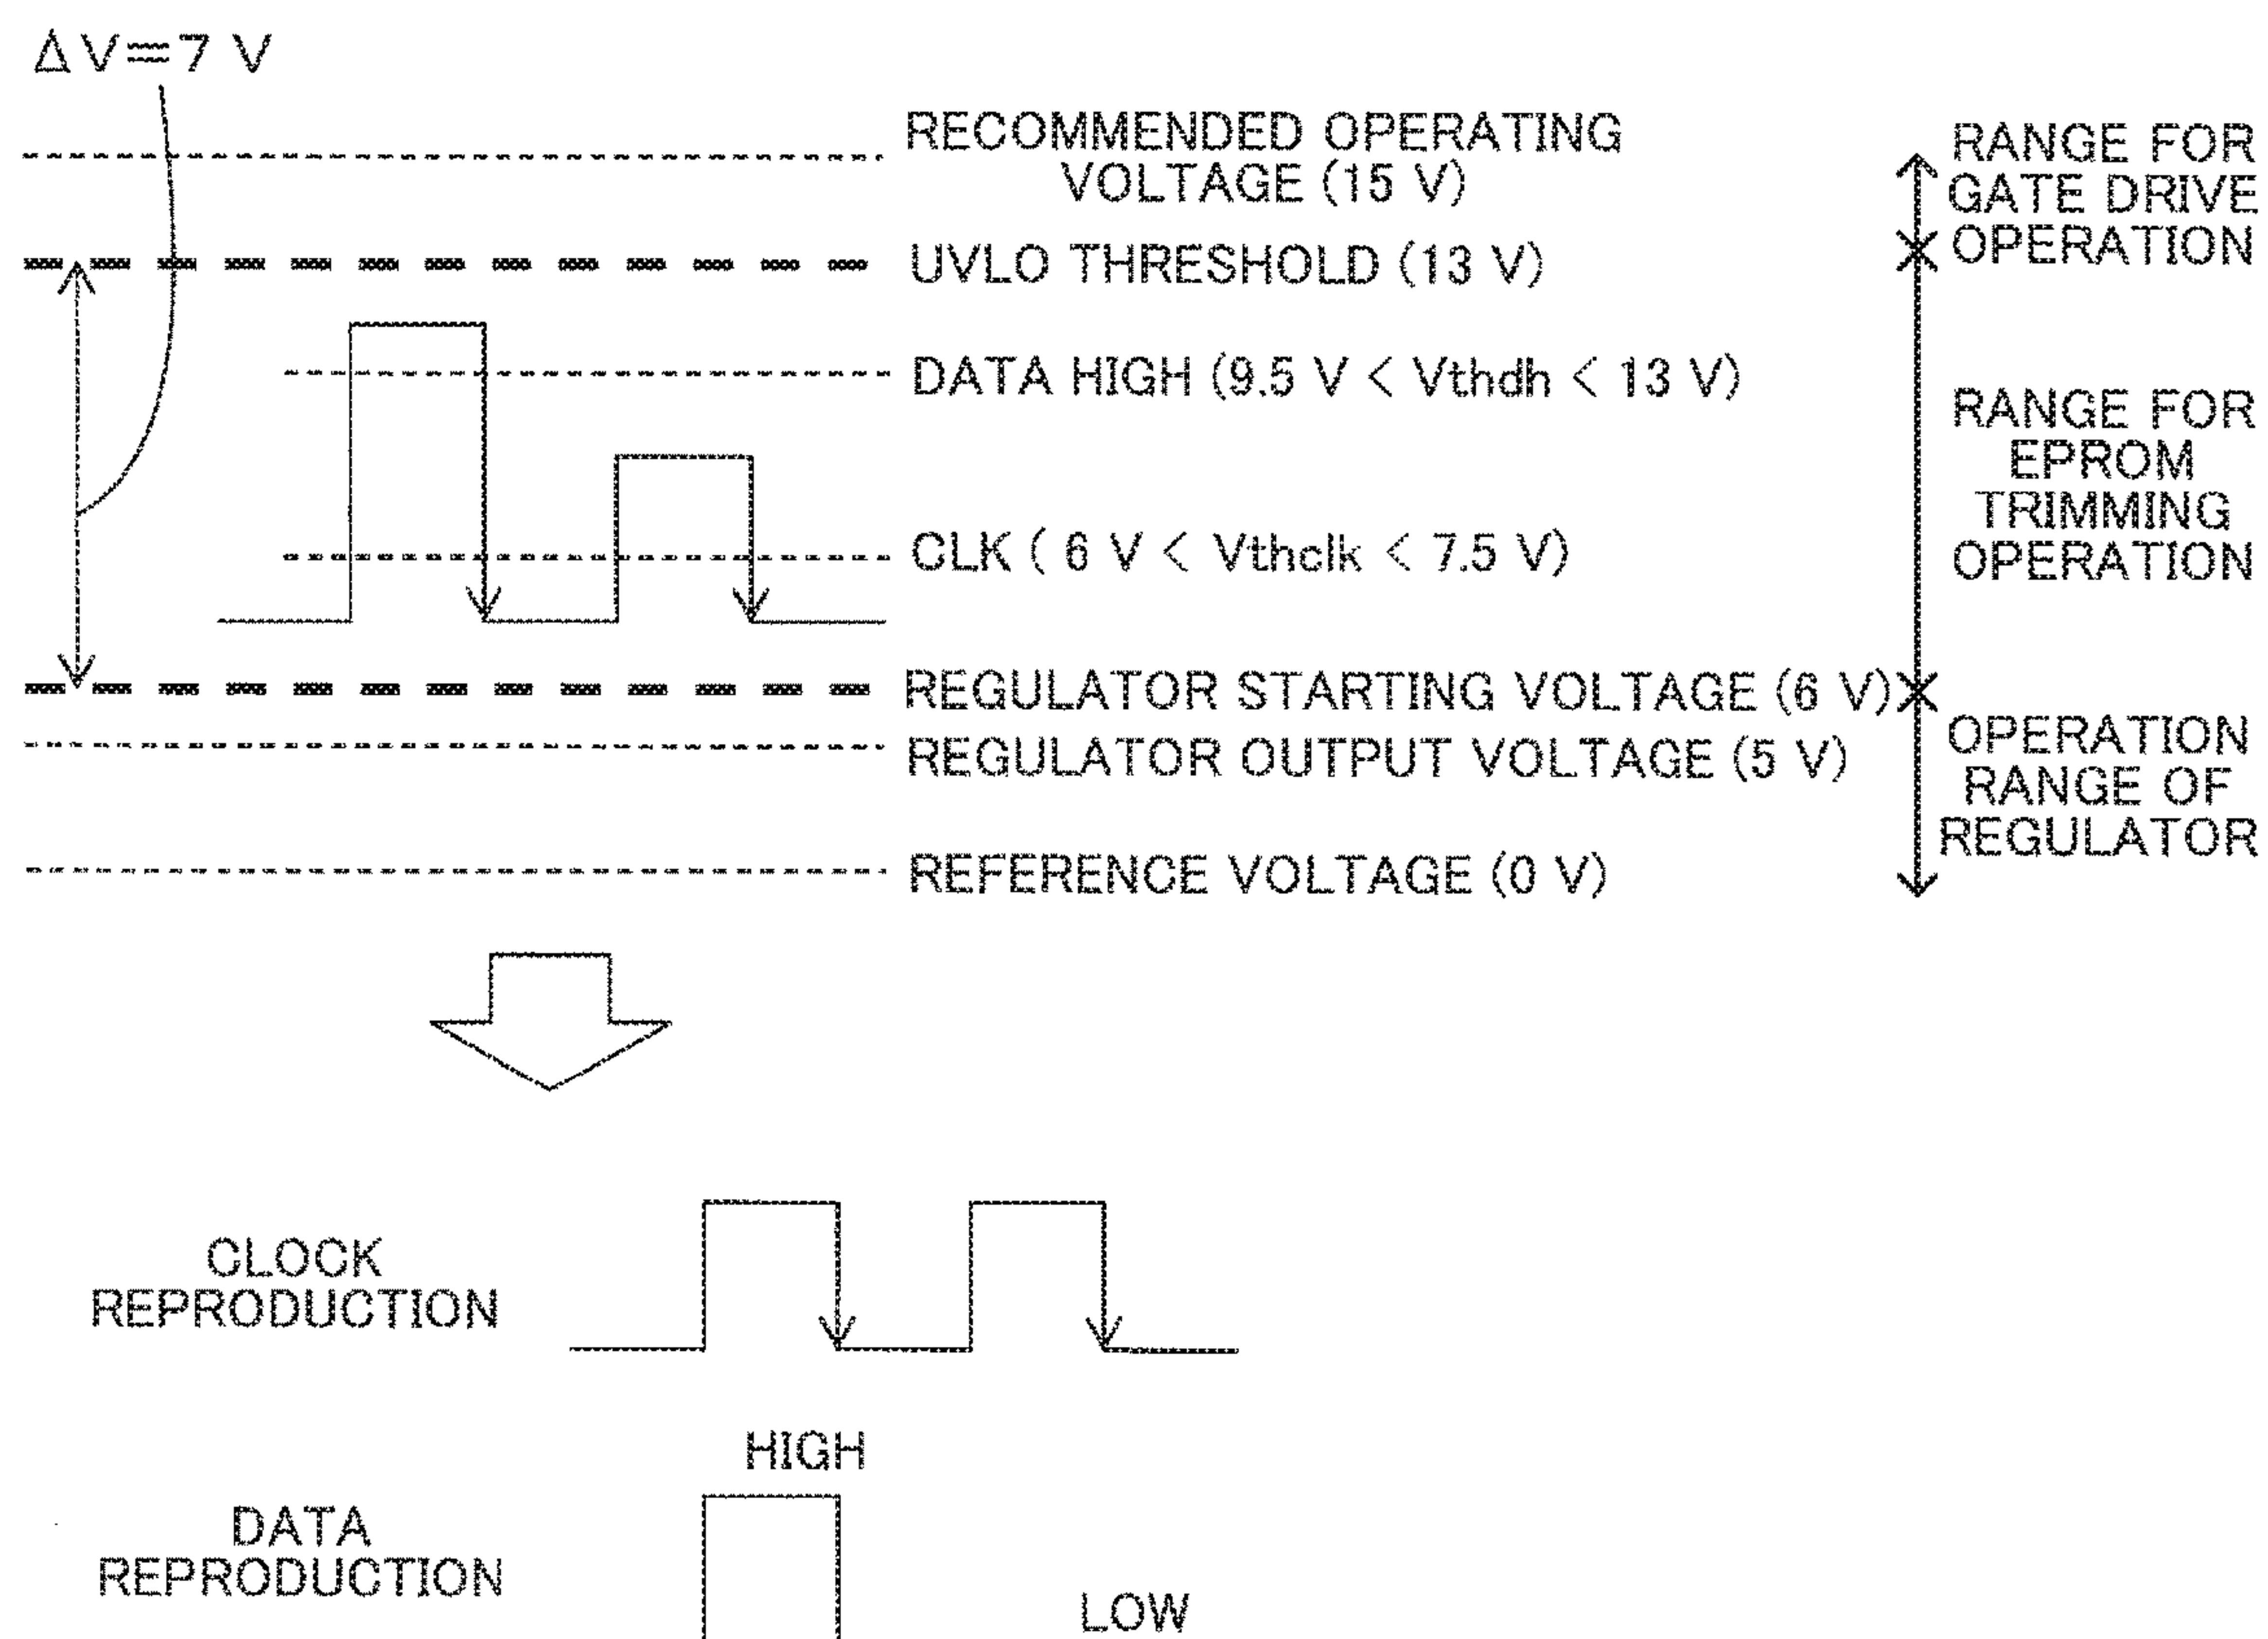 ΔV≒7 V
RECOMMENDED OPERATING
VOLTAGE (15 V)
RANGE FOR
GATE DRIVE
OPERATION
UVLO THRESHOLD (13 V)
DATA HIGH (9.5 V < Vthdh < 13 V)
RANGE FOR
EPROM
TRIMMING
OPERATION
CLK ( 6 V < Vthclk < 7.5 V)
REGULATOR STARTING VOLTAGE (6 V)
REGULATOR OUTPUT VOLTAGE (5 V)
OPERATION
RANGE OF
REGULATOR
REFERENCE VOLTAGE (0 V)
CLOCK
REPRODUCTION
HIGH
DATA
REPRODUCTION
LOW